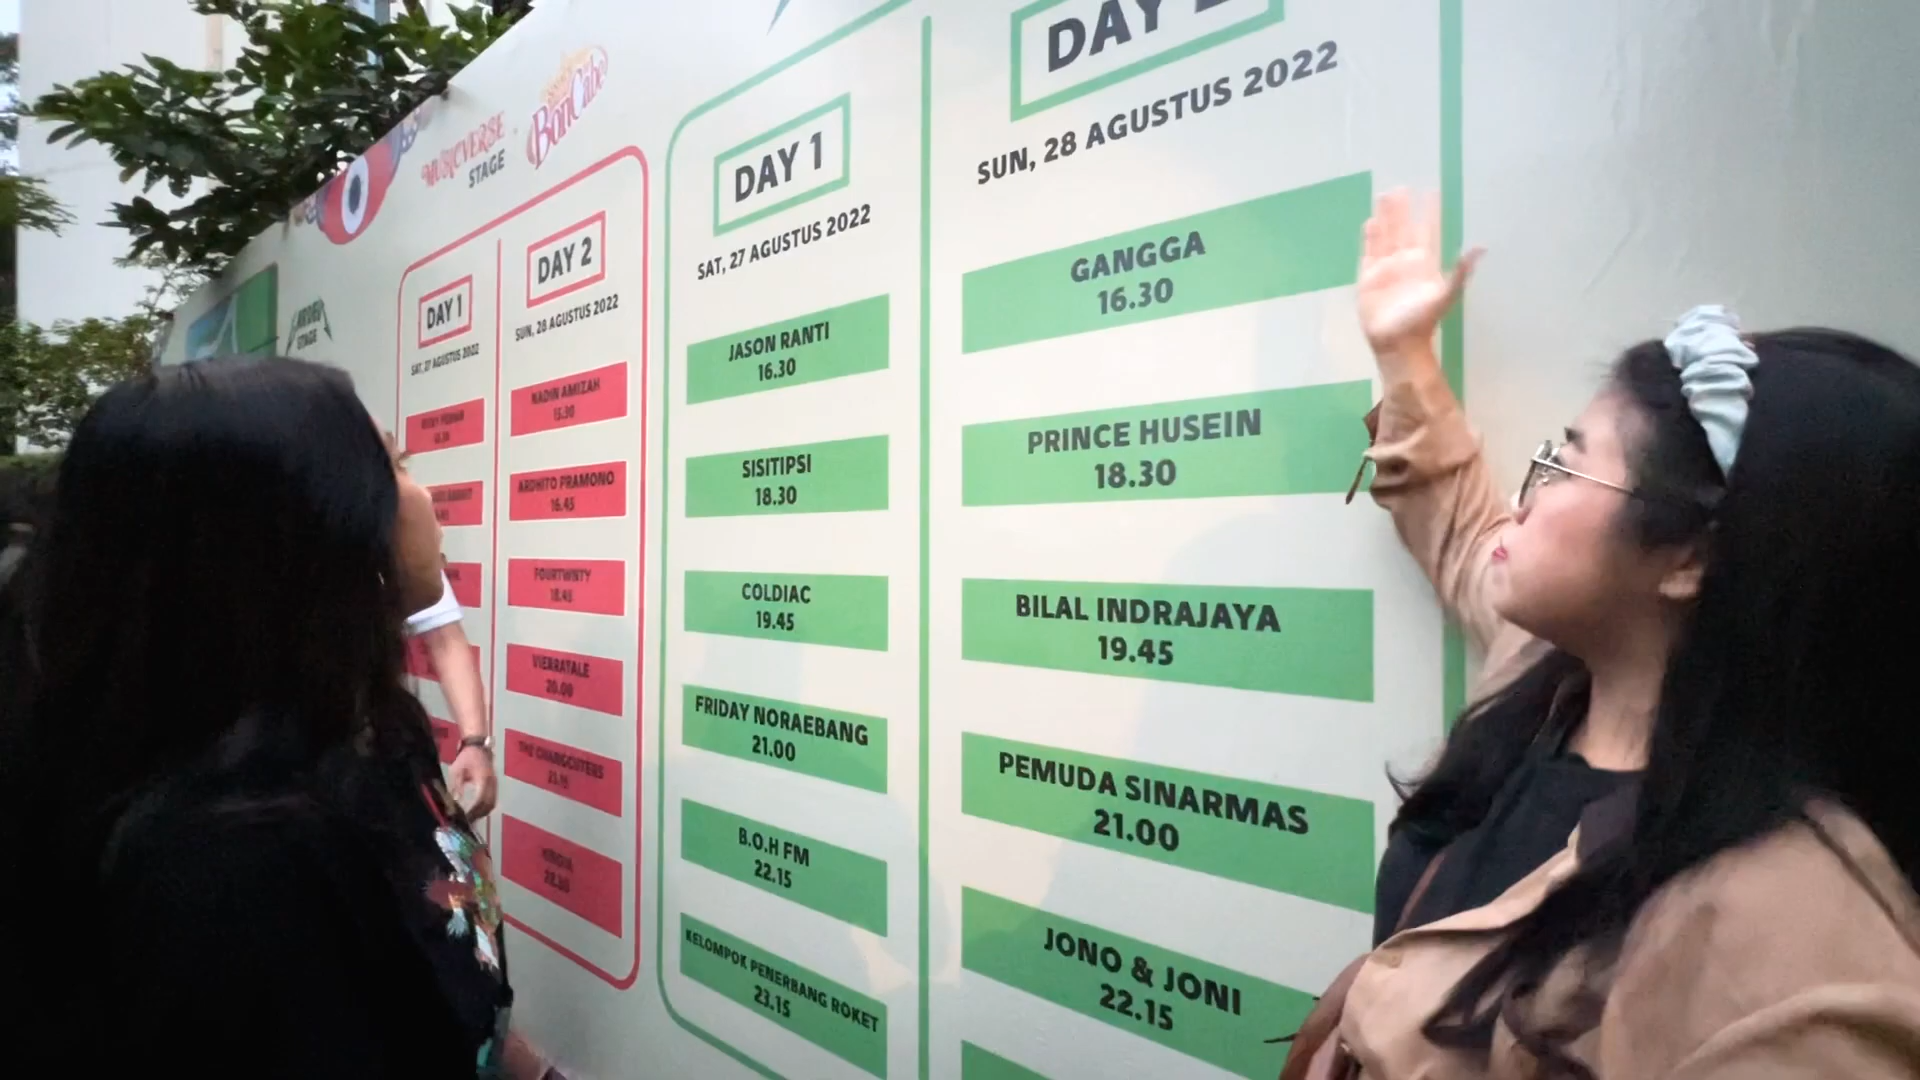 MUSICVERSE
STAGE
BonCabe
STAGE
DAY 1
SAT, 27 AGUSTUS 2022
DAY 2
SUN, 28 AGUSTUS 2022
NADIN AMIZAH
15.30
ARDHITO PRAMONO
16.45
FOURTWNTY
18.45
VIERRATALE
20.00
THE CHANGCUTERS
21.15
DAY 1
SAT, 27 AGUSTUS 2022
JASON RANTI
16.30
SISITIPSI
18.30
COLDIAC
19.45
FRIDAY NORAEBANG
21.00
B.O.H FM
22.15
KELOMPOK PENERBANG ROKET
23.15
DAY
SUN, 28 AGUSTUS 2022
GANGGA
16.30
PRINCE HUSEIN
18.30
BILAL INDRAJAYA
19.45
PEMUDA SINARMAS
21.00
JONO & JONI
22.15